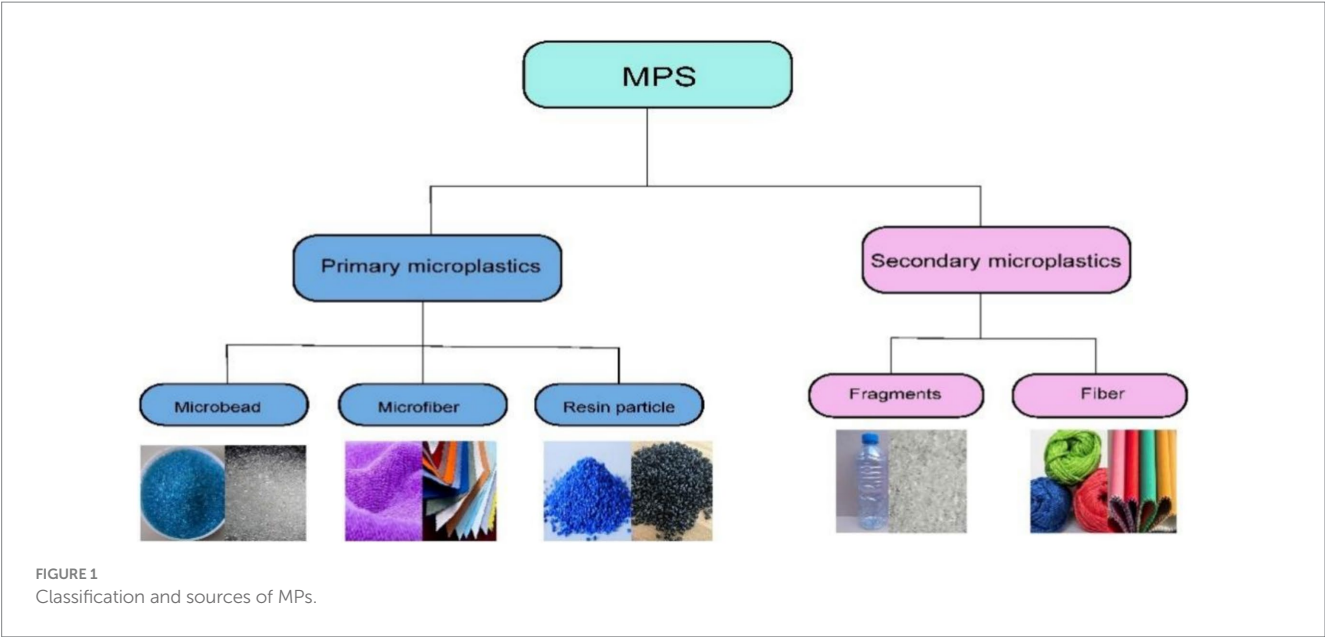 MPS
Primary microplastics
Secondary microplastics
Microbead
Microfiber
Resin particle
Fragments
Fiber
FIGURE 1
Classification and sources of MPs.